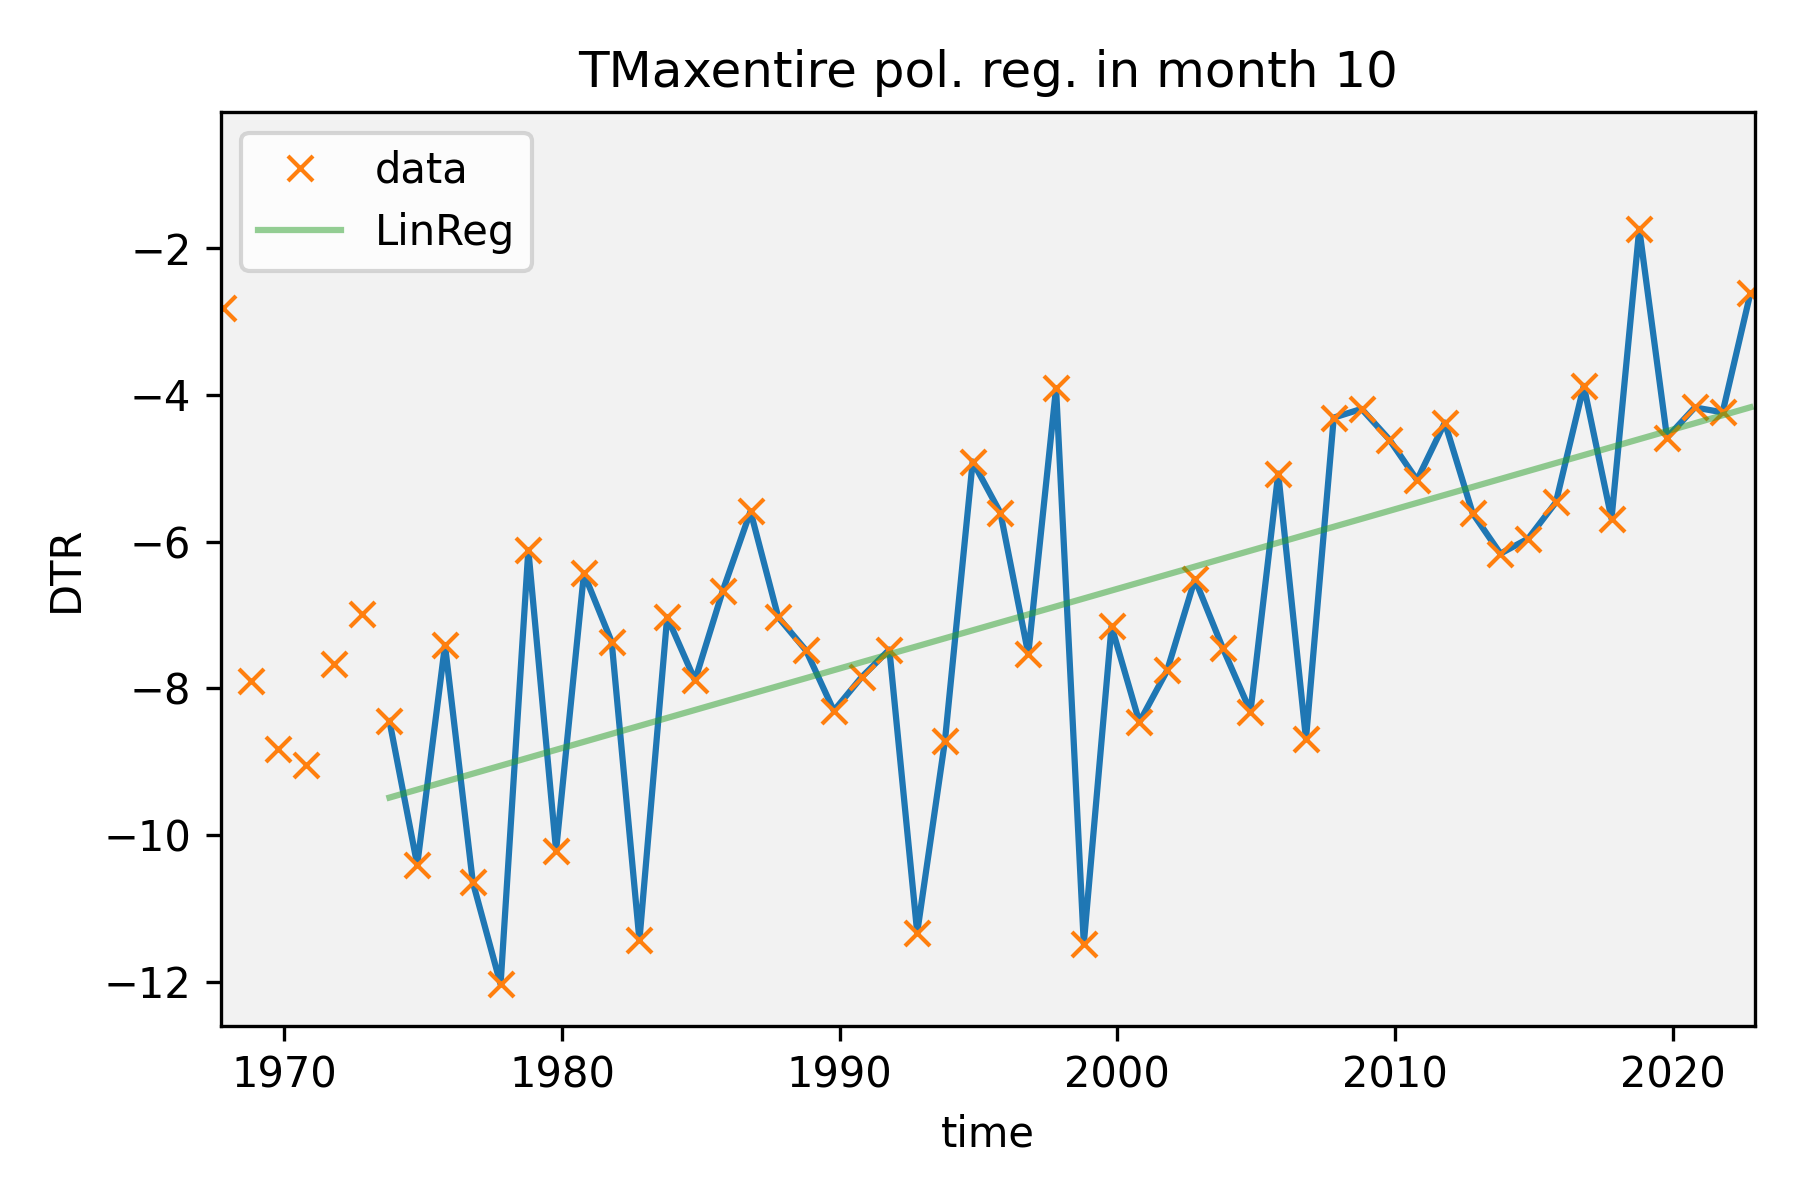 TMaxentire pol. reg. in month 10
data
LinReg
DTR
−2
−4
−6
−8
−10
−12
1970 1980 1990 2000 2010 2020
time